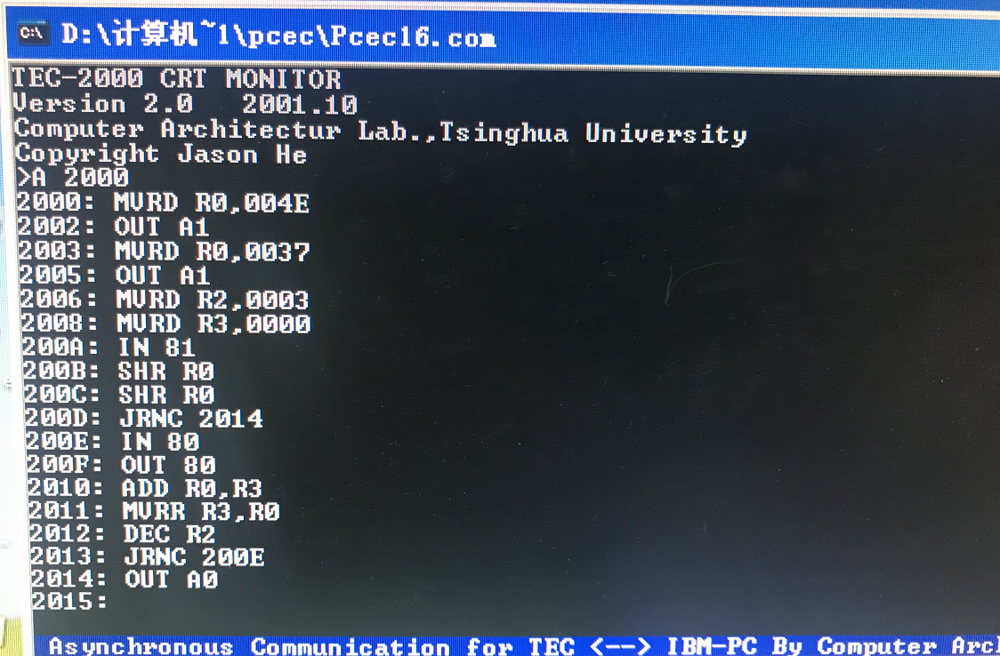 D:\计算机~1\pcec\Pcec16.com
TEC-2000 CRT MONITOR
Version 2.0 2001.10
Computer Architectur Lab.,Tsinghua University
Copyright Jason He
>A 2000
2000: MVRD R0,004E
2002: OUT A1
2003: MVRD R0,0037
2005: OUT A1
2006: MVRD R2,0003
2008: MVRD R3,0000
200A: IN 81
200B: SHR R0
200C: SHR R0
200D: JRNC 2014
200E: IN 80
200F: OUT 80
2010: ADD R0,R3
2011: MVRR R3,R0
2012: DEC R2
2013: JRNC 200E
2014: OUT A0
2015:
Asynchronous Communication for TEC <--> IBM-PC By Computer